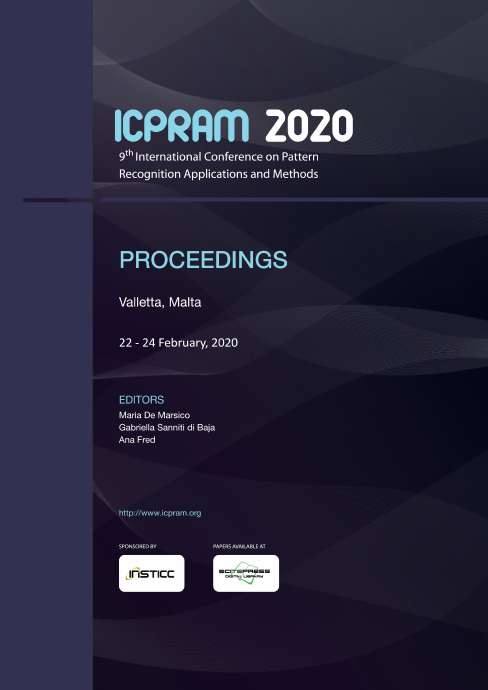 ICPRAM 2020
9th International Conference on Pattern
Recognition Applications and Methods
PROCEEDINGS
Valletta, Malta
22 - 24 February, 2020
EDITORS
Maria De Marsico
Gabriella Sanniti di Baja
Ana Fred
http://www.icpram.org
SPONSORED BY
PAPERS AVAILABLE AT
INSTICC
SCITEPRESS
DIGITAL LIBRARY